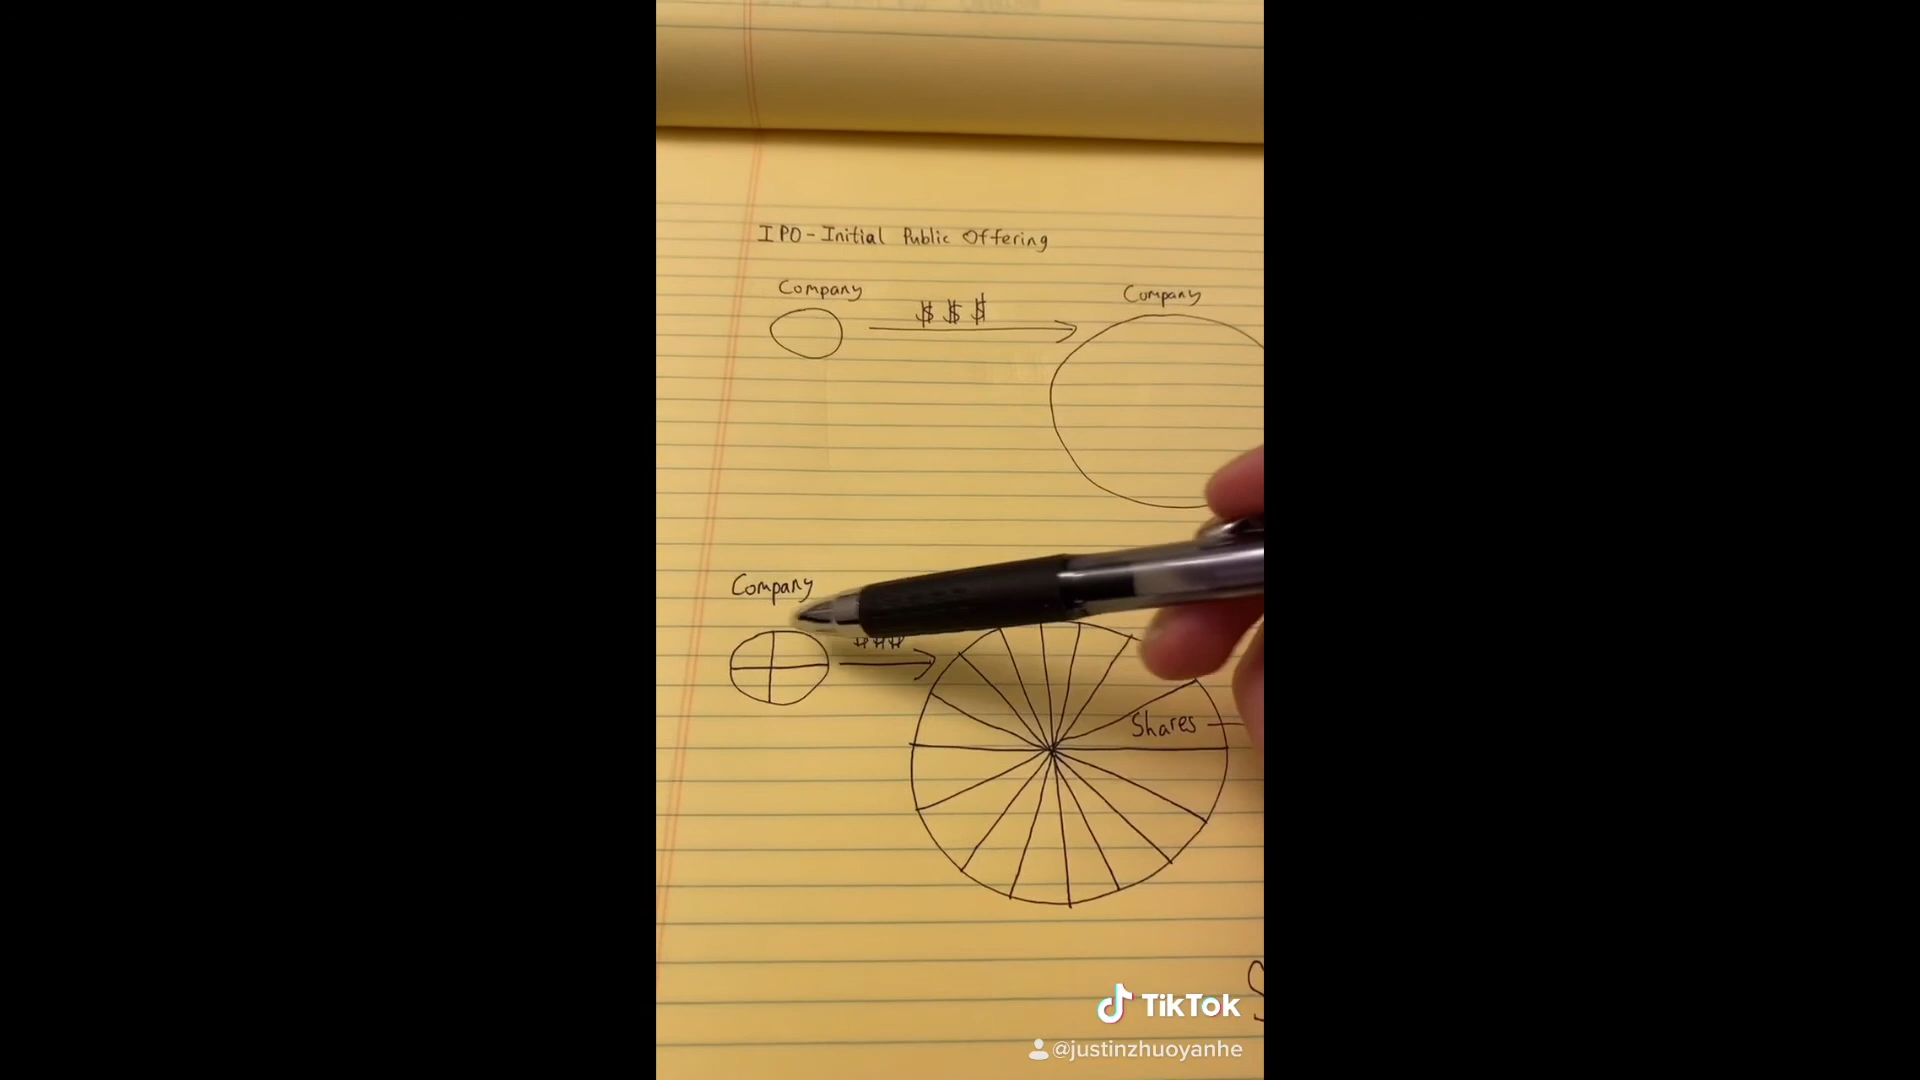 IPO - Initial Public Offering
Company
$ $ $
Company
Company
$$$
Shares
TikTok
@justinzhuoyanhe